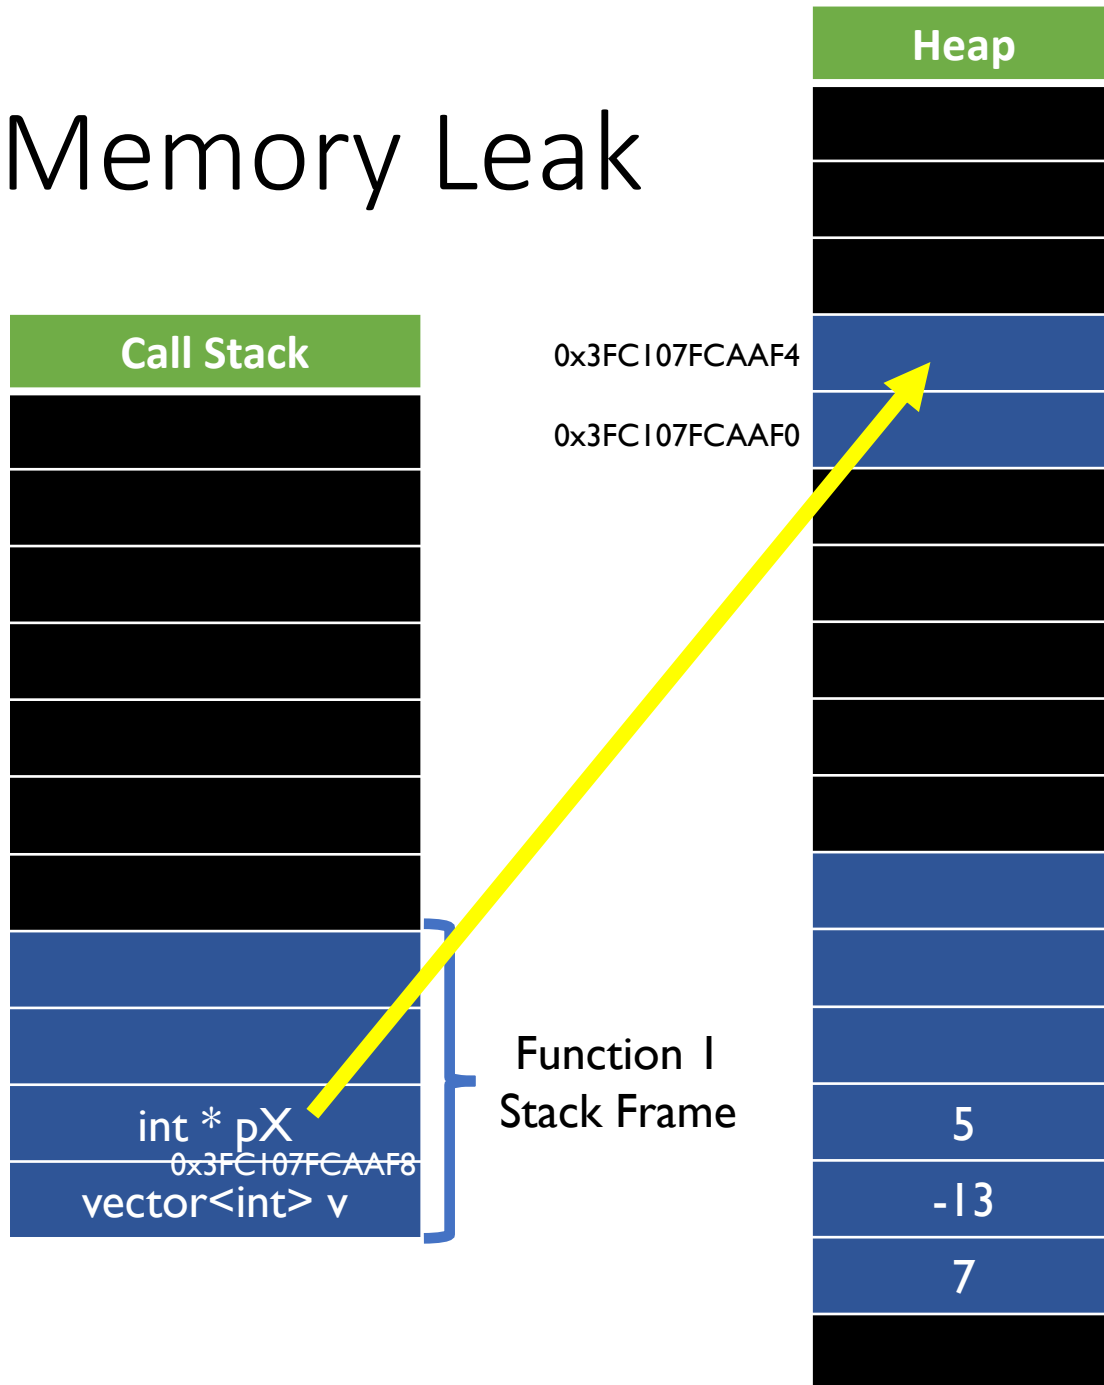 Heap
Memory Leak
Call Stack
0x3FC107FCAAF4
0x3FC107FCAAF0
Function 1
Stack Frame
int * pX
0x3FC107FCAAF8
vector<int> v
5
-13
7